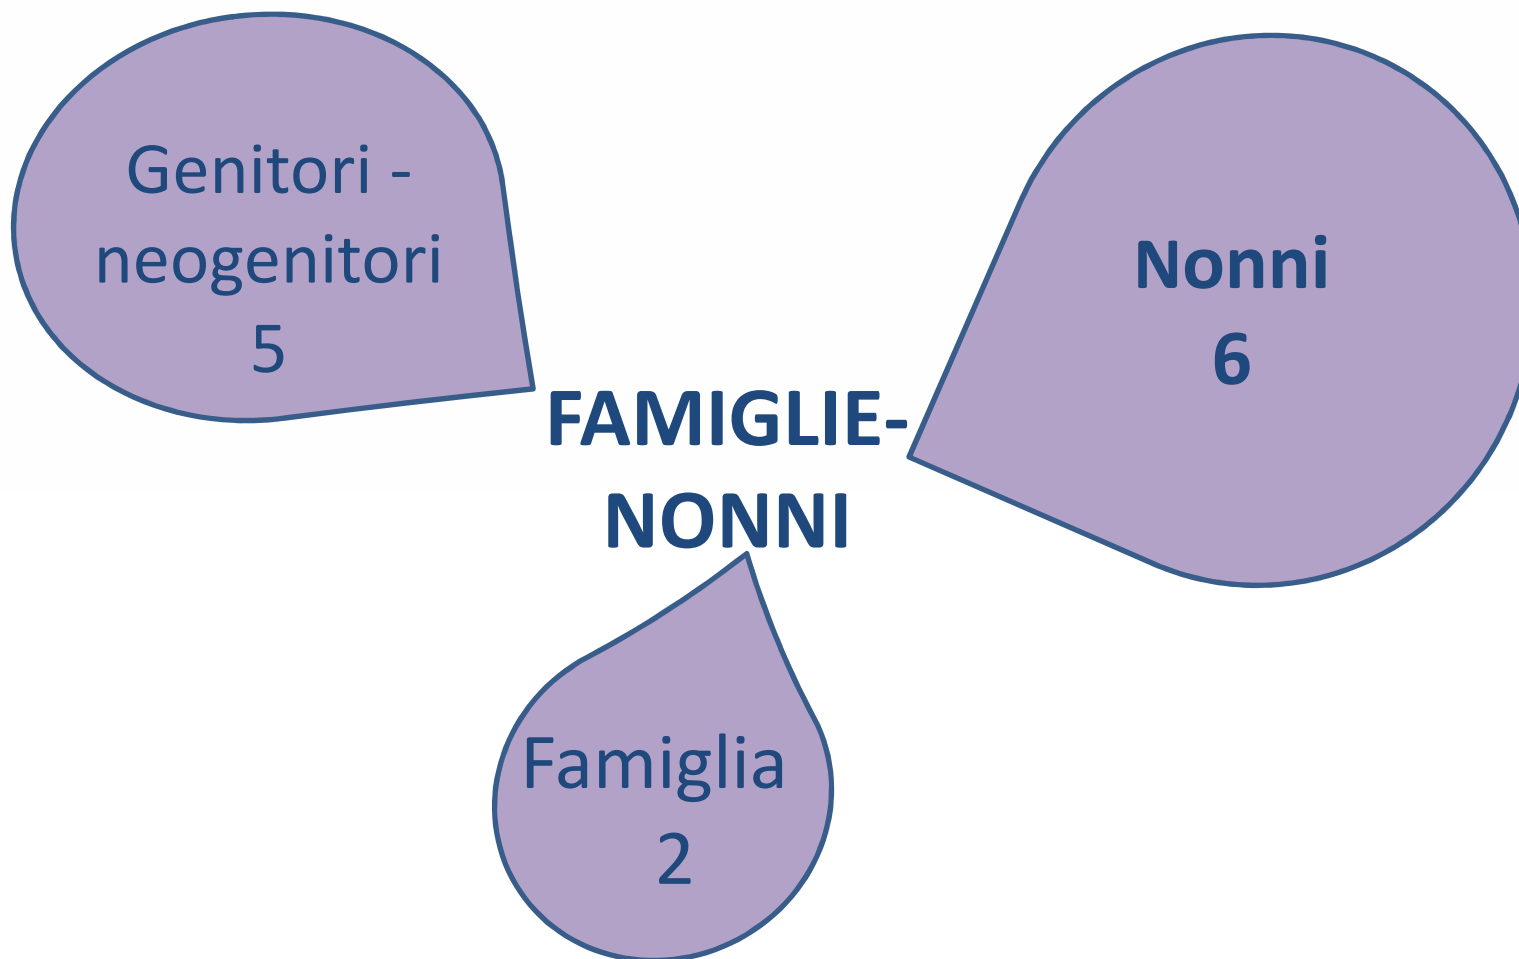 Genitori -
neogenitori
5
Nonni
6
FAMIGLIE-
NONNI
Famiglia
2